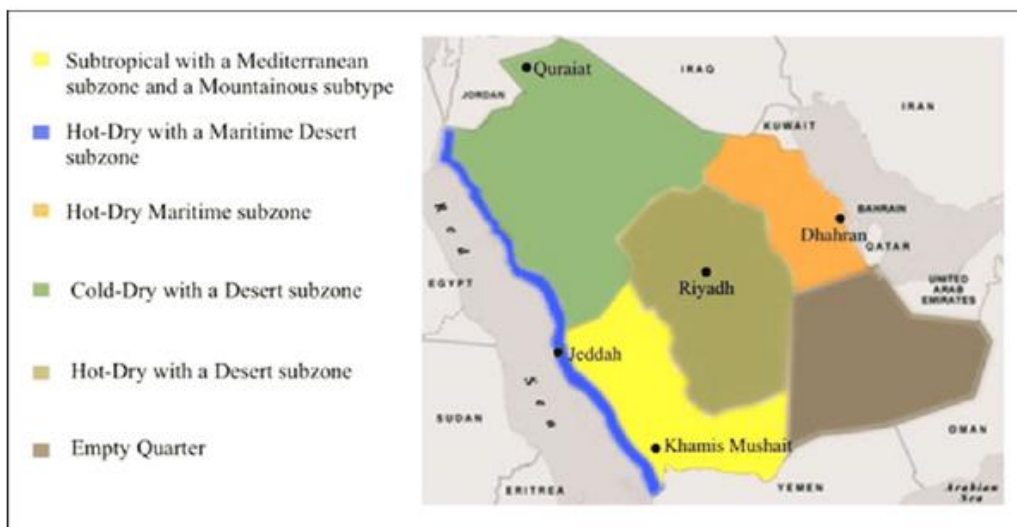 Subtropical with a Mediterranean
subzone and a Mountainous subtype
Hot-Dry with a Maritime Desert
subzone
Hot-Dry Maritime subzone
Cold-Dry with a Desert subzone
Hot-Dry with a Desert subzone
Empty Quarter
Quraiat
IRAQ
JORDAN
IRAN
KUWAIT
Red
BAHRAIN
Dhahran
QATAR
EGYPT
Riyadh
UNITED
ARAB
EMIRATES
Jeddah
Sea
SUDAN
OMAN
Khamis Mushait
ERITREA
YEMEN
Arabian
Sea